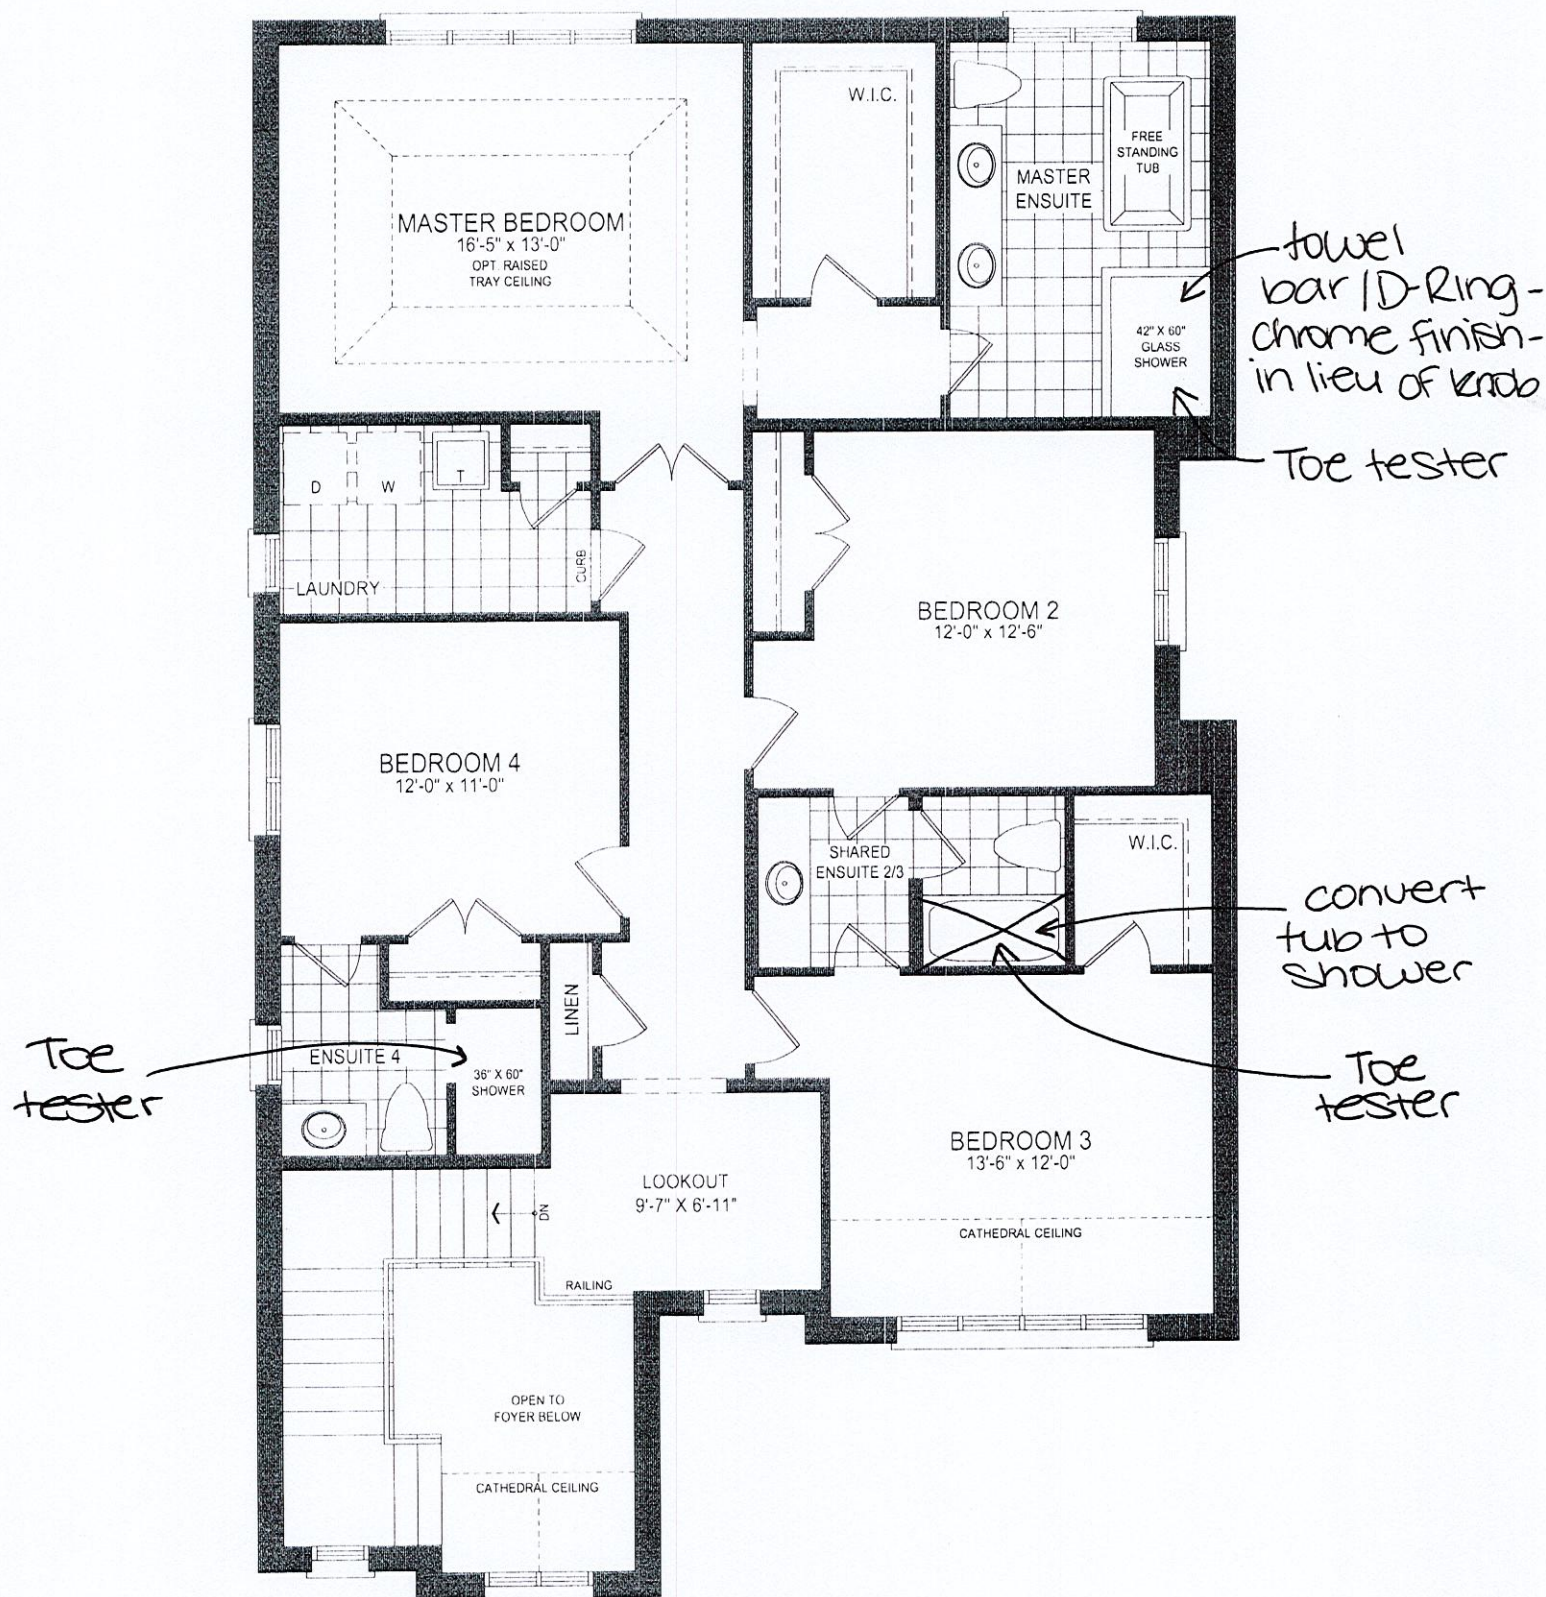 W.I.C.
FREE
STANDING
TUB
MASTER
ENSUITE
MASTER BEDROOM
16'-5" x 13'-0"
OPT. RAISED
TRAY CEILING
towel
bar/D-Ring-
chrome finish-
in lieu of knob
42" X 60"
GLASS
SHOWER
Toe tester
D
W
T
CURB
LAUNDRY
BEDROOM 2
12'-0" x 12'-6"
BEDROOM 4
12'-0" x 11'-0"
SHARED
ENSUITE 2/3
W.I.C.
convert
tub to
shower
LINEN
Toe
tester
ENSUITE 4
36" X 60"
SHOWER
Toe
tester
BEDROOM 3
13'-6" x 12'-0"
LOOKOUT
9'-7" X 6'-11"
DN
CATHEDRAL CEILING
RAILING
OPEN TO
FOYER BELOW
CATHEDRAL CEILING